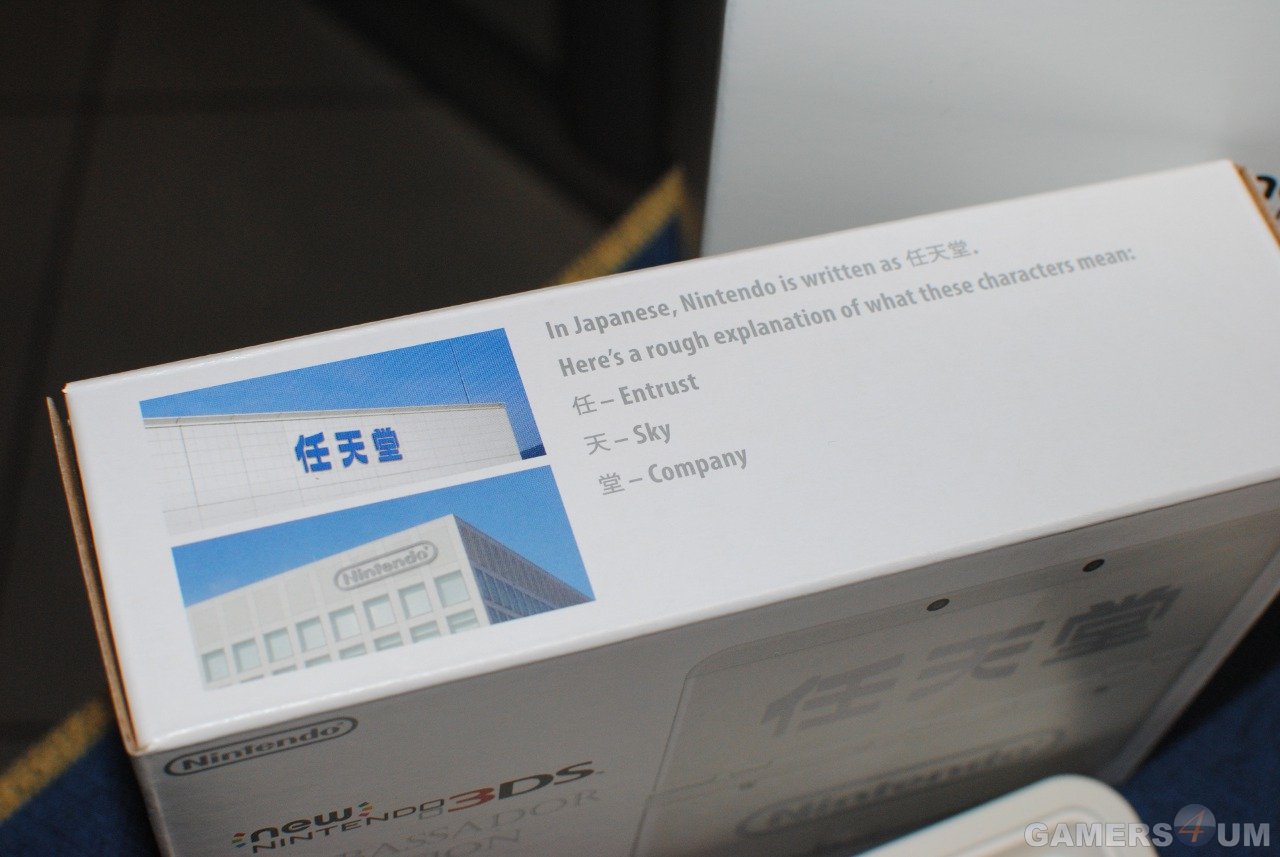 In Japanese, Nintendo is written as 任天堂.
Here's a rough explanation of what these characters mean:
任 – Entrust
天 – Sky
堂 – Company
任天堂
Nintendo
任天堂
Nintendo
Nintendo
new
NINTENDO 3DS
GAMERS4UM